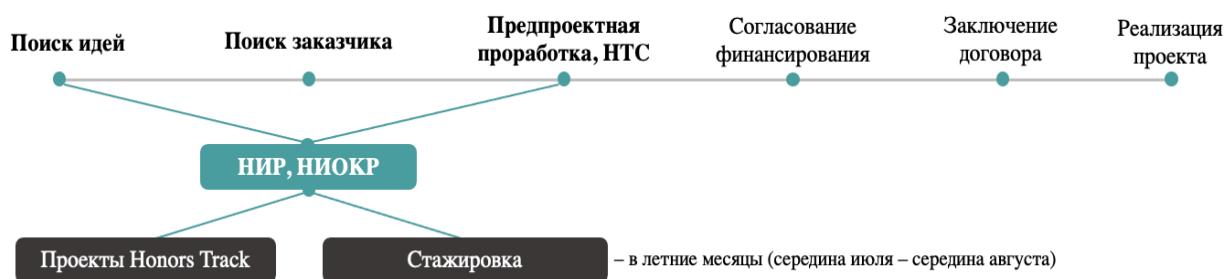 Поиск идей
Поиск заказчика
Предпроектная
проработка, НТС
Согласование
финансирования
Заключение
договора
Реализация
проекта
НИР, НИОКР
Проекты Honors Track
Стажировка
– в летние месяцы (середина июля – середина августа)